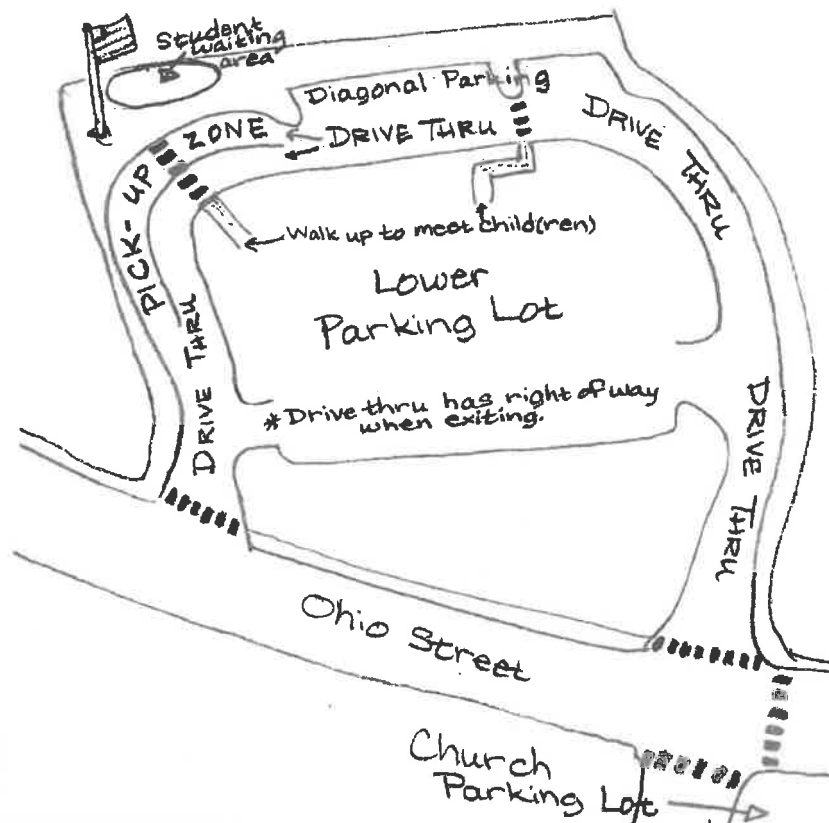 Student
waiting
area
Diagonal Parking
ZONE
DRIVE THRU
DRIVE THRU
PICK-UP
Walk up to meet child(ren)
Lower
Parking Lot
DRIVE THRU
* Drive thru has right of way
when exiting.
DRIVE THRU
Ohio Street
Church
Parking Lot